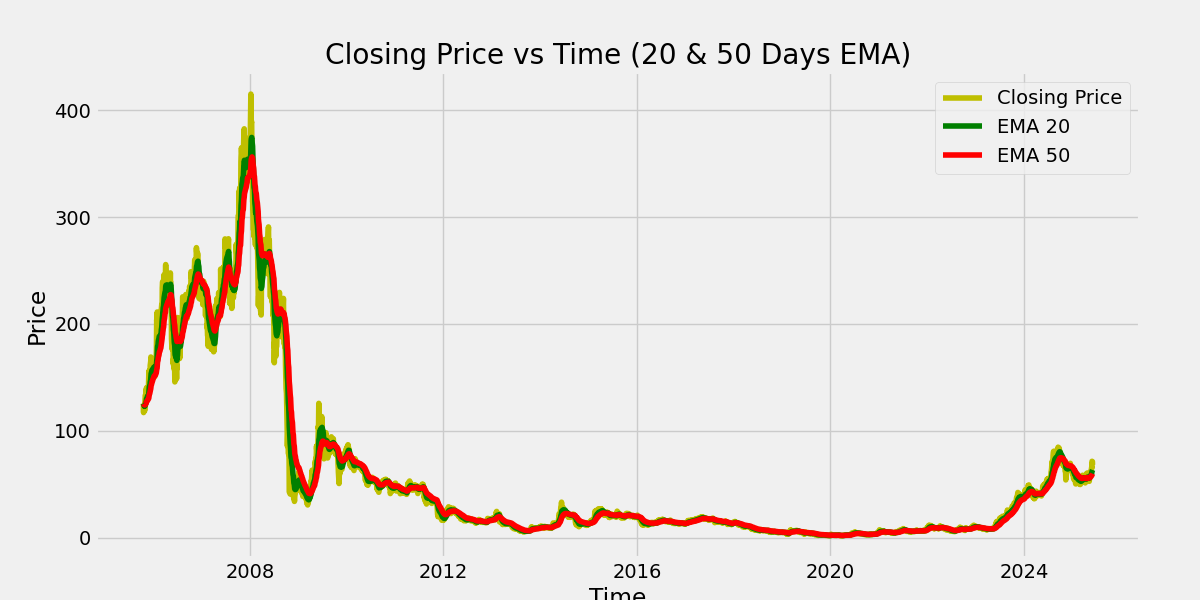 Closing Price vs Time (20 & 50 Days EMA)
Closing Price
EMA 20
EMA 50
Price
400
300
200
100
0
2008 2012 2016 2020 2024
Time